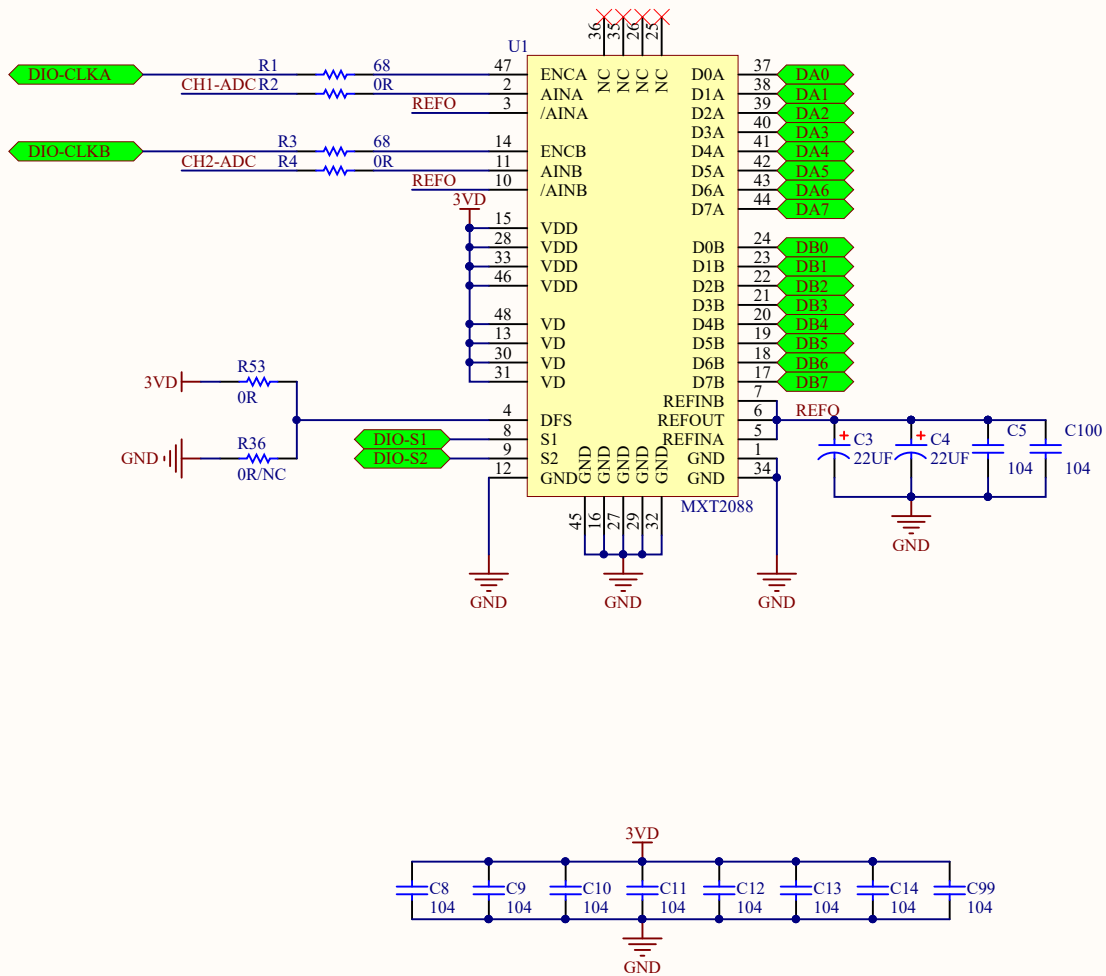 36 35 26 25
U1
NC NC NC NC
DIO-CLKA R1 68 47 ENCA D0A 37 DA0
CH1-ADC R2 0R 2 AINA D1A 38 DA1
REFO 3 /AINA D2A 39 DA2
D3A 40 DA3
DIO-CLKB R3 68 14 ENCB D4A 41 DA4
CH2-ADC R4 0R 11 AINB D5A 42 DA5
REFO 10 /AINB D6A 43 DA6
3VD D7A 44 DA7
15 VDD
28 VDD D0B 24 DB0
33 VDD D1B 23 DB1
46 VDD D2B 22 DB2
D3B 21 DB3
48 VD D4B 20 DB4
13 VD D5B 19 DB5
30 VD D6B 18 DB6
31 VD D7B 17 DB7
R53
3VD
0R
REFINB 7
4 DFS REFOUT 6 REFO
DIO-S1 8 S1 REFINA 5
R36
GND
0R/NC
DIO-S2 9 S2 GND 1
12 GND GND 34
GND GND GND GND GND
C3 22UF
C4 22UF
C5 104
C100 104
GND
MXT2088
45 16 27 29 32
GND GND GND
3VD
C8 C9 C10 C11 C12 C13 C14 C99
104 104 104 104 104 104 104 104
GND